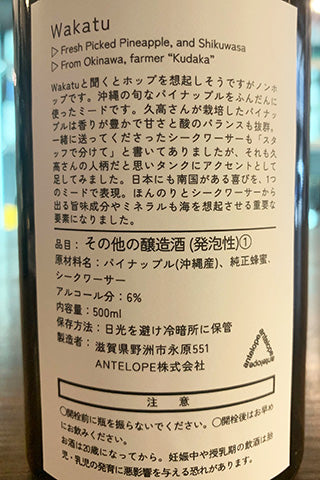 Wakatu
▷ Fresh Picked Pineapple, and Shikuwasa
▷ From Okinawa, farmer “Kudaka”
Wakatuと聞くとホップを想起しそうですがノンホ
ップです。沖縄の旬なパイナップルをふんだんに
使ったミードです。久高さんが栽培したパイナッ
プルは香りが豊かで甘さと酸のバランスも抜群。
一緒に送ってくださったシークワーサーも「スタ
ッフで分けて」と書いてありましたが、それも久
高さんの人柄だと思いタンクにアクセントとして
足してみました。日本にも南国がある喜びを、1つ
のミードで表現。ほんのりとシークワーサーから
出る旨味成分やミネラルも海を想起させる重要な
要素になりました。
品目：その他の醸造酒 (発泡性)①
原材料名：パイナップル(沖縄産)、純正蜂蜜、
シークワーサー
アルコール分：6%
内容量：500ml
保存方法：日光を避け冷暗所に保管
製造者：滋賀県野洲市永原551
ANTELOPE株式会社
antelope
antelope
antelope
注 意
〇開栓前に瓶を振らないでください。〇開栓後はお早め
にお飲みください。
お酒は20歳になってから。妊娠中や授乳期の飲酒は胎
児・乳児の発育に悪影響を与える恐れがあります。